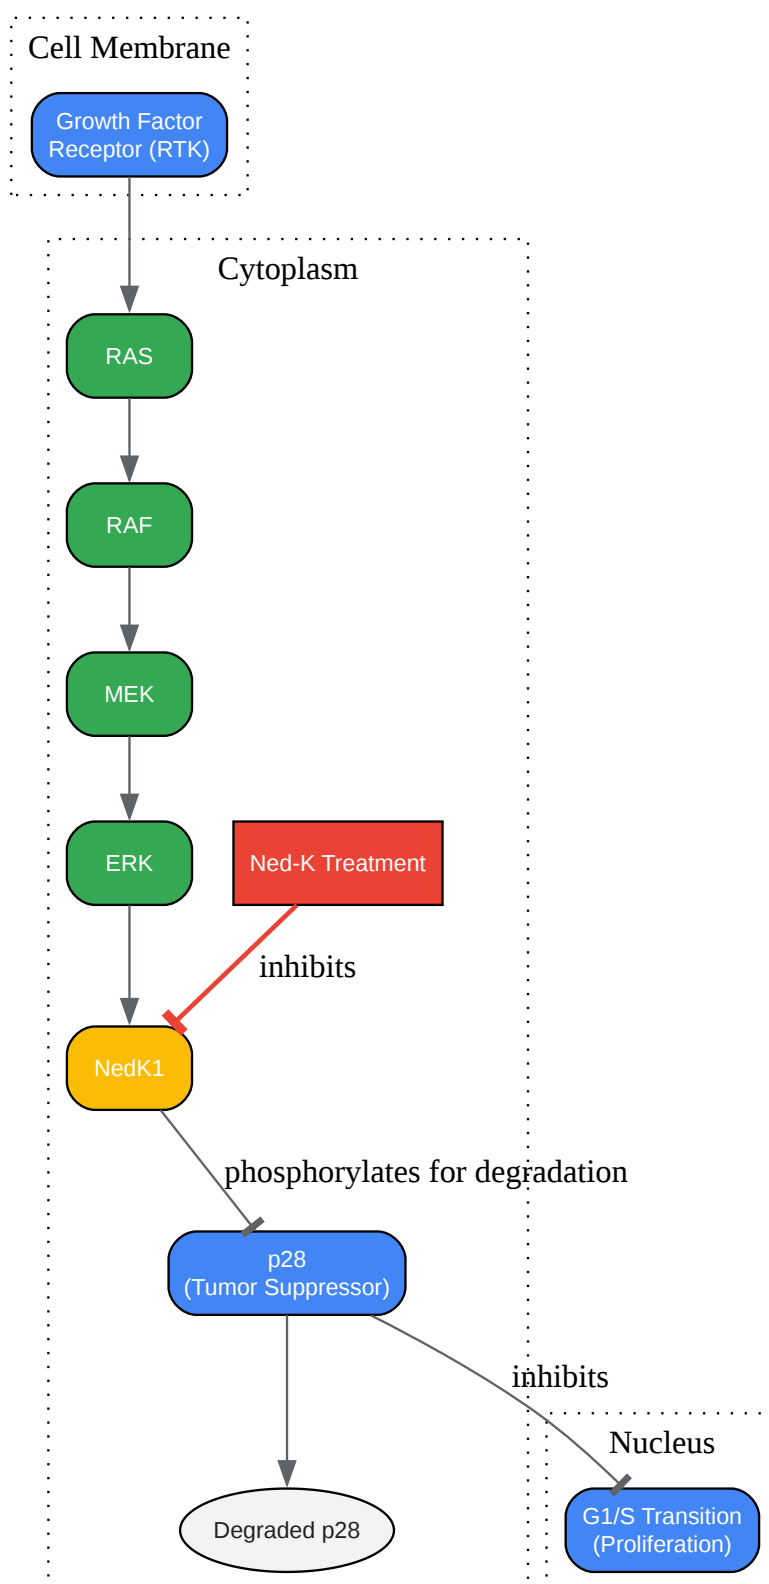 Cell Membrane
Growth Factor
Receptor (RTK)
Cytoplasm
RAS
RAF
MEK
ERK
Ned-K Treatment
inhibits
NedK1
phosphorylates for degradation
p28
(Tumor Suppressor)
inhibits
Nucleus
Degraded p28
G1/S Transition
(Proliferation)